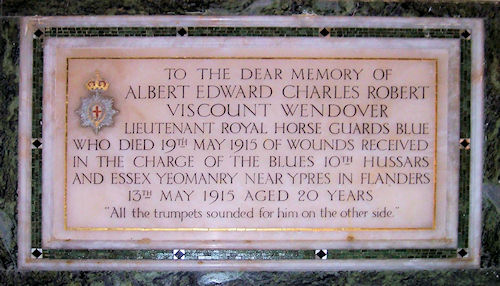 TO THE DEAR MEMORY OF
ALBERT EDWARD CHARLES ROBERT
VISCOUNT WENDOVER
LIEUTENANT ROYAL HORSE GUARDS BLUE
WHO DIED 19TH MAY 1915 OF WOUNDS RECEIVED
IN THE CHARGE OF THE BLUES 10TH HUSSARS
AND ESSEX YEOMANRY NEAR YPRES IN FLANDERS
13TH MAY 1915 AGED 20 YEARS
"All the trumpets sounded for him on the other side."